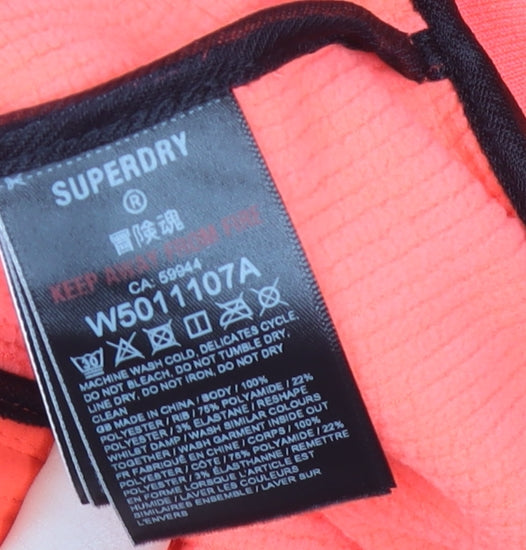 SUPERDRY
®
冒険魂
KEEP AWAY FROM FIRE
CA: 59944
W5011107A
MACHINE WASH COLD, DELICATES CYCLE,
DO NOT BLEACH, DO NOT TUMBLE DRY,
LINE DRY, DO NOT IRON, DO NOT DRY
CLEAN
GB MADE IN CHINA / BODY / 100%
POLYESTER / RIB / 75% POLYAMIDE / 22%
POLYESTER / 3% ELASTANE / RESHAPE
WHILST DAMP / WASH SIMILAR COLOURS
TOGETHER / WASH GARMENT INSIDE OUT
FR FABRIQUÉ EN CHINE / CORPS / 100%
POLYESTER / CÔTE / 75% POLYAMIDE / 22%
POLYESTER / 3% ÉLASTHANNE / REMETTRE
EN FORME LORSQUE L'ARTICLE EST
HUMIDE / LAVER LES COULEURS
SIMILAIRES ENSEMBLE / LAVER SUR
L'ENVERS